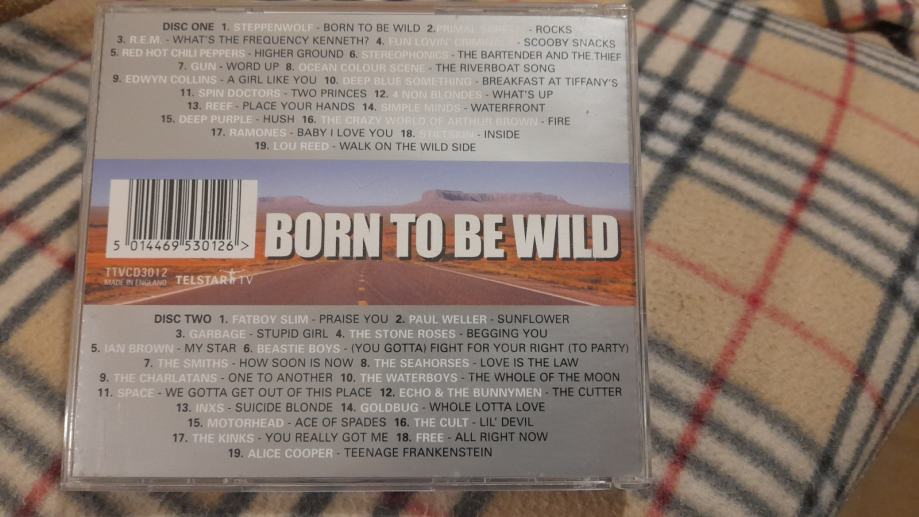 DISC ONE 1. STEPPENWOLF - BORN TO BE WILD 2. PRIMAL SCREAM - ROCKS
3. R.E.M. - WHAT'S THE FREQUENCY KENNETH? 4. FUN LOVIN' CRIMINALS - SCOOBY SNACKS
5. RED HOT CHILI PEPPERS - HIGHER GROUND 6. STEREOPHONICS - THE BARTENDER AND THE THIEF
7. GUN - WORD UP 8. OCEAN COLOUR SCENE - THE RIVERBOAT SONG
9. EDWYN COLLINS - A GIRL LIKE YOU 10. DEEP BLUE SOMETHING - BREAKFAST AT TIFFANY'S
11. SPIN DOCTORS - TWO PRINCES 12. 4 NON BLONDES - WHAT'S UP
13. REEF - PLACE YOUR HANDS 14. SIMPLE MINDS - WATERFRONT
15. DEEP PURPLE - HUSH 16. THE CRAZY WORLD OF ARTHUR BROWN - FIRE
17. RAMONES - BABY I LOVE YOU 18. STILTSKIN - INSIDE
19. LOU REED - WALK ON THE WILD SIDE
5 014469 530126 >
BORN TO BE WILD
TTVCD3012
MADE IN ENGLAND
TELSTAR TV
DISC TWO 1. FATBOY SLIM - PRAISE YOU 2. PAUL WELLER - SUNFLOWER
3. GARBAGE - STUPID GIRL 4. THE STONE ROSES - BEGGING YOU
5. IAN BROWN - MY STAR 6. BEASTIE BOYS - (YOU GOTTA) FIGHT FOR YOUR RIGHT (TO PARTY)
7. THE SMITHS - HOW SOON IS NOW 8. THE SEAHORSES - LOVE IS THE LAW
9. THE CHARLATANS - ONE TO ANOTHER 10. THE WATERBOYS - THE WHOLE OF THE MOON
11. SPACE - WE GOTTA GET OUT OF THIS PLACE 12. ECHO & THE BUNNYMEN - THE CUTTER
13. INXS - SUICIDE BLONDE 14. GOLDBUG - WHOLE LOTTA LOVE
15. MOTORHEAD - ACE OF SPADES 16. THE CULT - LIL' DEVIL
17. THE KINKS - YOU REALLY GOT ME 18. FREE - ALL RIGHT NOW
19. ALICE COOPER - TEENAGE FRANKENSTEIN